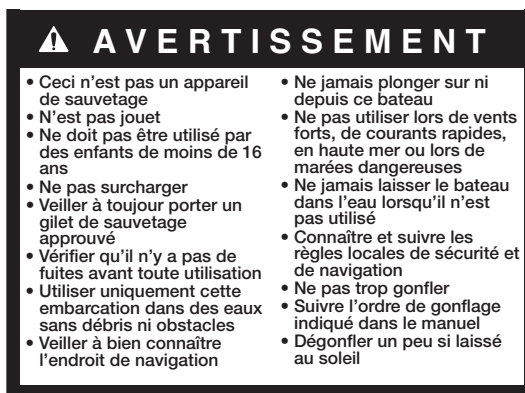 AVERTISSEMENT
• Ceci n'est pas un appareil
de sauvetage
• N'est pas jouet
• Ne doit pas être utilisé par
des enfants de moins de 16
ans
• Ne pas surcharger
• Veiller à toujour porter un
gilet de sauvetage
approuvé
• Vérifier qu'il n'y a pas de
fuites avant toute utilisation
• Utiliser uniquement cette
embarcation dans des eaux
sans débris ni obstacles
• Veiller à bien connaître
l'endroit de navigation
• Ne jamais plonger sur ni
depuis ce bateau
• Ne pas utiliser lors de vents
forts, de courants rapides,
en haute mer ou lors de
marées dangereuses
• Ne jamais laisser le bateau
dans l'eau lorsqu'il n'est
pas utilisé
• Connaître et suivre les
règles locales de sécurité et
de navigation
• Ne pas trop gonfler
• Suivre l'ordre de gonflage
indiqué dans le manuel
• Dégonfler un peu si laissé
au soleil